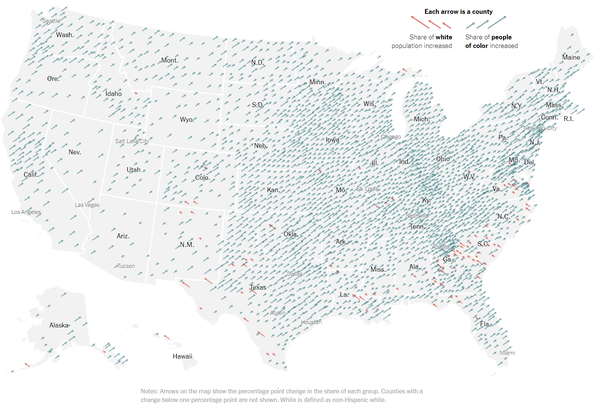 Each arrow is a county
Share of white
population increased
Share of people
of color increased
Seattle
Wash.
Ore.
Idaho
Mont.
N.D.
Minn.
Wis.
Mich.
Maine
Vt.
N.H.
Mass.
N.Y.
Conn.
R.I.
S.D.
Wyo.
Neb.
Iowa
Chicago
Ill.
Ind.
Ohio
Pa.
N.J.
Md.
Del.
Nev.
Salt Lake City
Utah
Colo.
Kan.
Mo.
Ky.
W.V.
Va.
Calif.
Las Vegas
Los Angeles
Ariz.
N.M.
Okla.
Ark.
Tenn.
N.C.
S.C.
Tucson
Texas
La.
Miss.
Ala.
Ga.
Houston
Fla.
Miami
Alaska
Hawaii
Notes: Arrows on the map show the percentage point change in the share of each group. Counties with a
change below one percentage point are not shown. White is defined as non-Hispanic white.